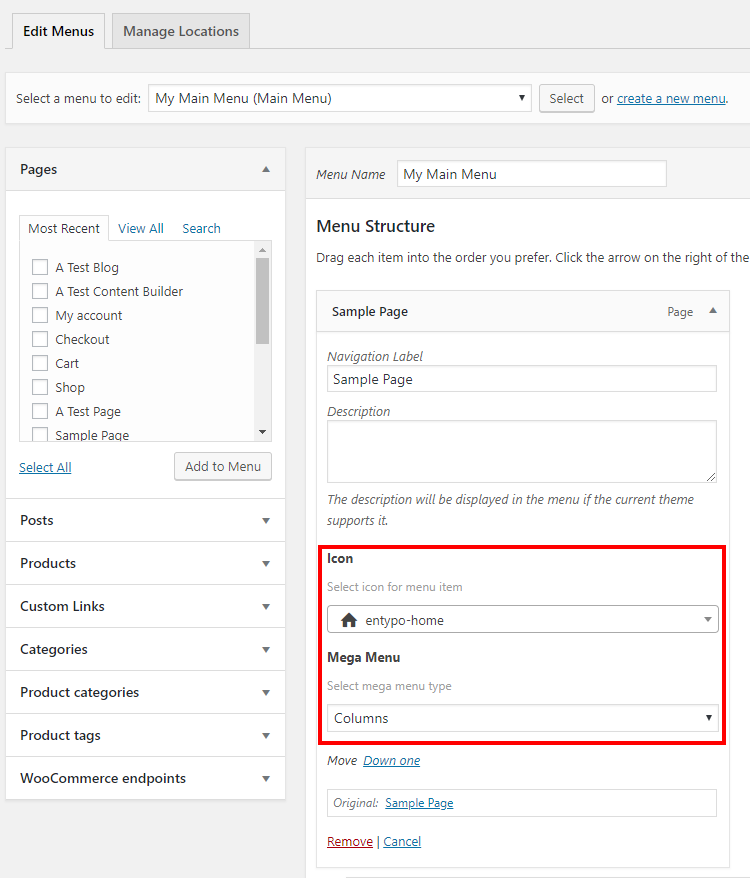 Edit Menus
Manage Locations
Select a menu to edit:
My Main Menu (Main Menu)
Select
or create a new menu.
Pages
Most Recent
View All
Search
A Test Blog
A Test Content Builder
My account
Checkout
Cart
Shop
A Test Page
Sample Page
Select All
Add to Menu
Posts
Products
Custom Links
Categories
Product categories
Product tags
WooCommerce endpoints
Menu Name
My Main Menu
Menu Structure
Drag each item into the order you prefer. Click the arrow on the right of the
Sample Page
Page
Navigation Label
Sample Page
Description
The description will be displayed in the menu if the current theme
supports it.
Icon
Select icon for menu item
entypo-home
Mega Menu
Select mega menu type
Columns
Move Down one
Original: Sample Page
Remove | Cancel